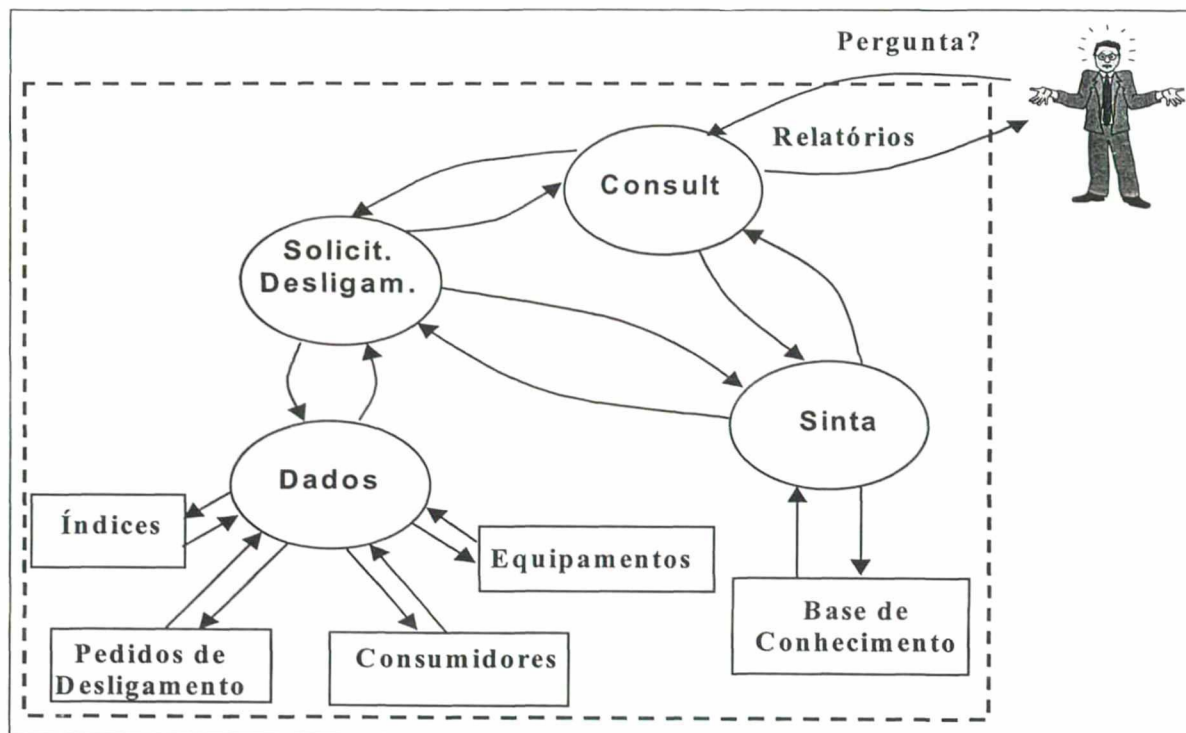 Pergunta?
Relatórios
Consult
Solicit.
Desligam.
Sinta
Dados
Índices
Equipamentos
Base de
Conhecimento
Pedidos de
Desligamento
Consumidores